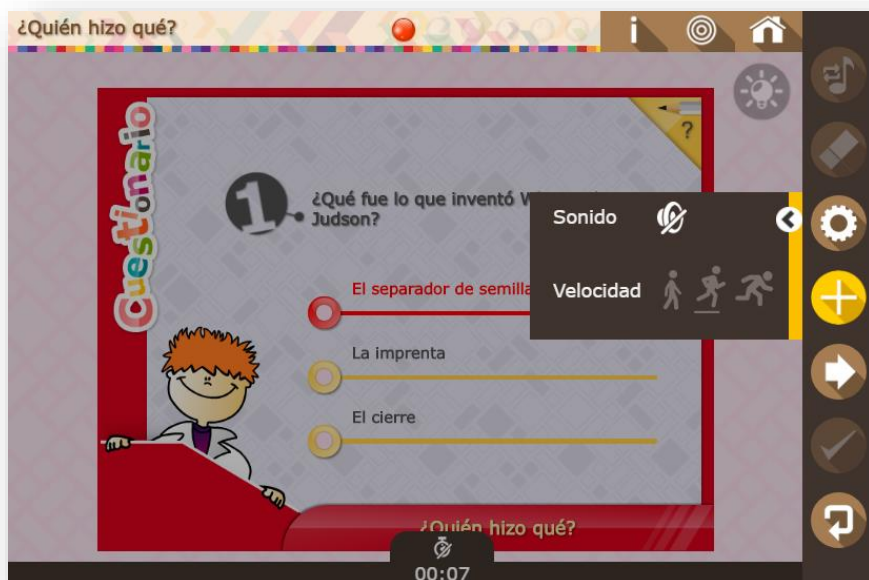 ¿Quién hizo qué?
i
Cuestionario
?
1
¿Qué fue lo que inventó
Judson?
Sonido
El separador de semilla
Velocidad
La imprenta
El cierre
¿Quién hizo qué?
00:07